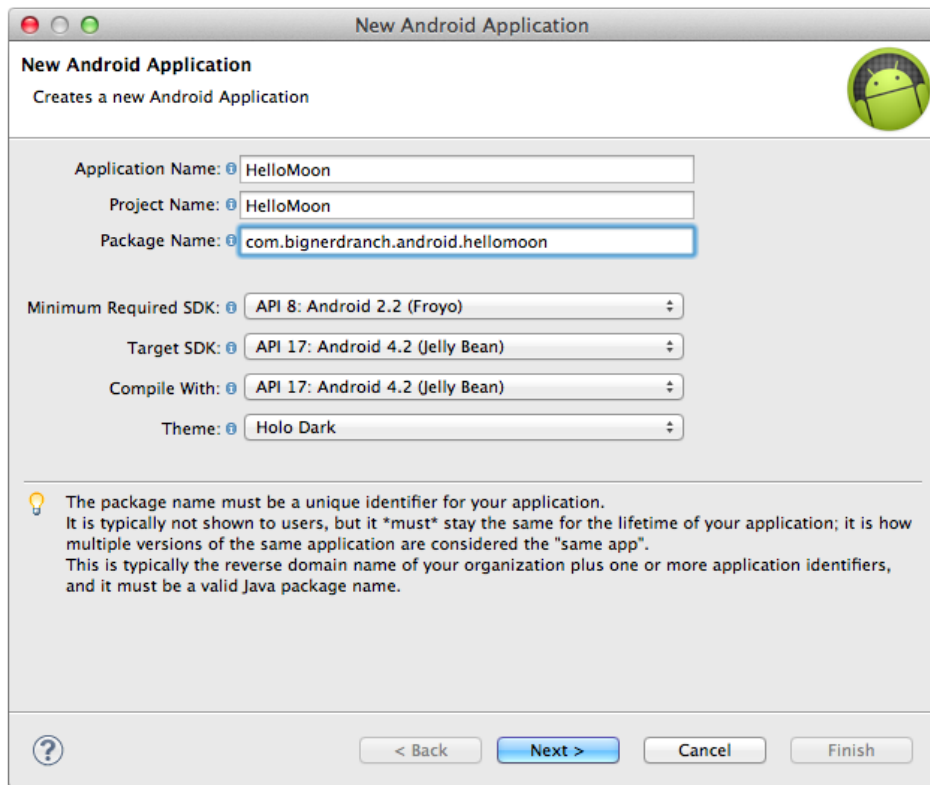 New Android Application
New Android Application
Creates a new Android Application
Application Name: HelloMoon
Project Name: HelloMoon
Package Name: com.bignerdranch.android.hellomoon
Minimum Required SDK: API 8: Android 2.2 (Froyo)
Target SDK: API 17: Android 4.2 (Jelly Bean)
Compile With: API 17: Android 4.2 (Jelly Bean)
Theme: Holo Dark
The package name must be a unique identifier for your application.
It is typically not shown to users, but it *must* stay the same for the lifetime of your application; it is how
multiple versions of the same application are considered the "same app".
This is typically the reverse domain name of your organization plus one or more application identifiers,
and it must be a valid Java package name.
? < Back Next > Cancel Finish